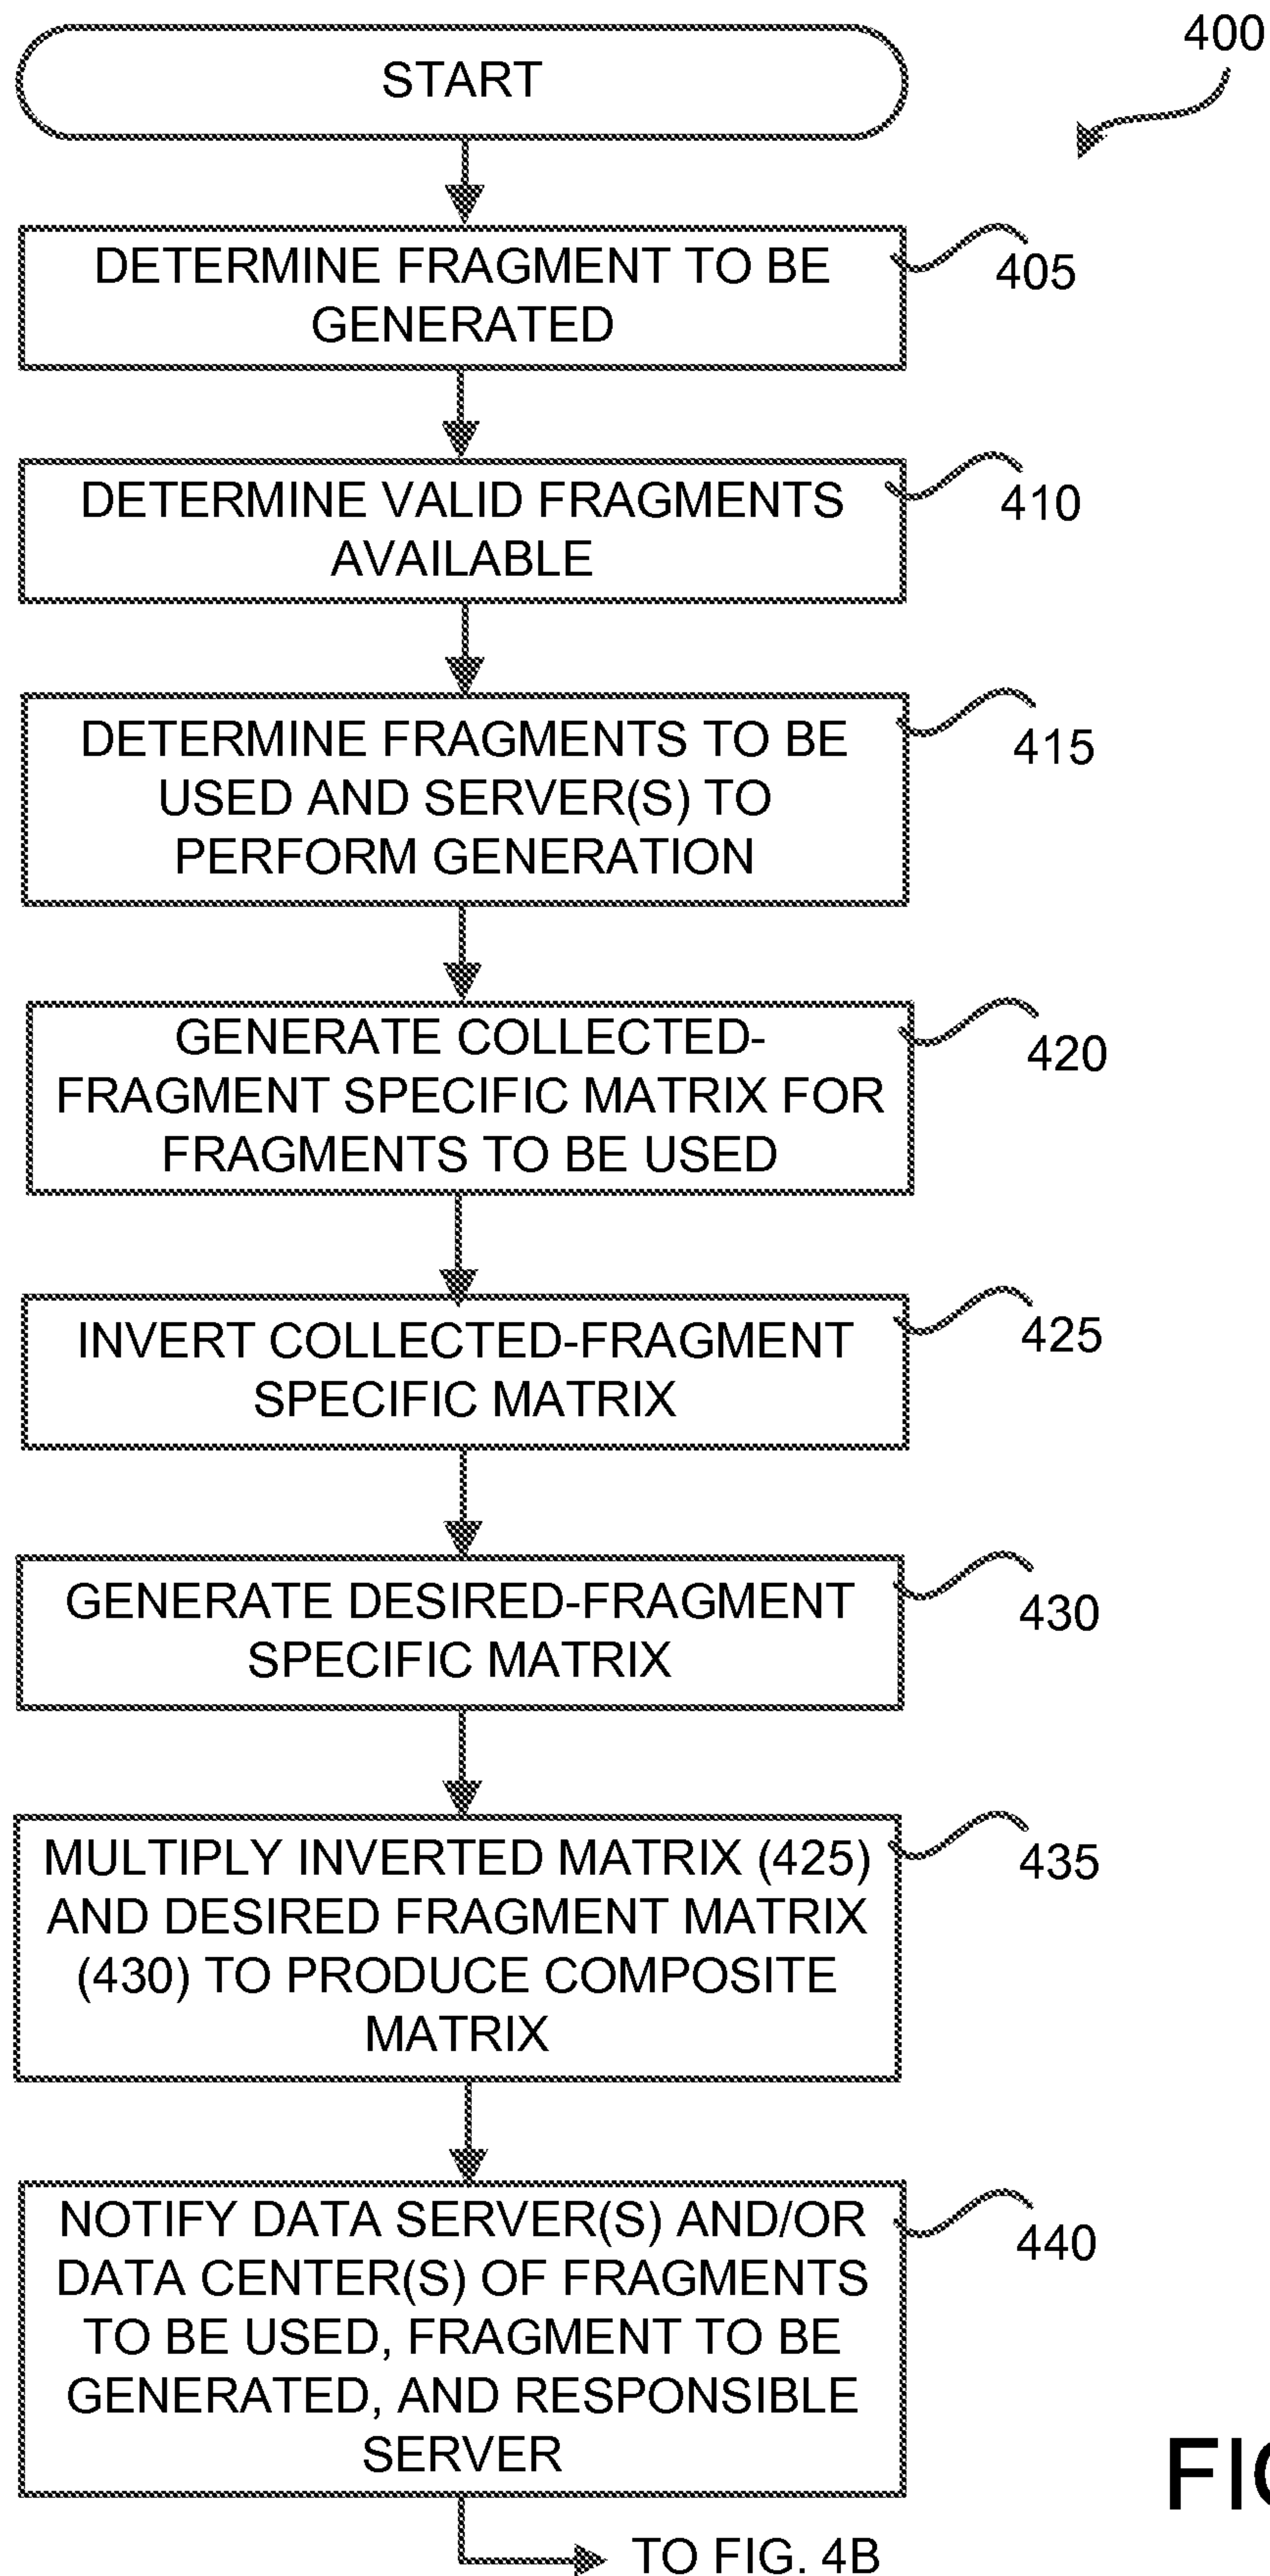 400
START
DETERMINE FRAGMENT TO BE
GENERATED
405
DETERMINE VALID FRAGMENTS
AVAILABLE
410
DETERMINE FRAGMENTS TO BE
USED AND SERVER(S) TO
PERFORM GENERATION
415
GENERATE COLLECTED-
FRAGMENT SPECIFIC MATRIX FOR
FRAGMENTS TO BE USED
420
INVERT COLLECTED-FRAGMENT
SPECIFIC MATRIX
425
GENERATE DESIRED-FRAGMENT
SPECIFIC MATRIX
430
MULTIPLY INVERTED MATRIX (425)
AND DESIRED FRAGMENT MATRIX
(430) TO PRODUCE COMPOSITE
MATRIX
435
NOTIFY DATA SERVER(S) AND/OR
DATA CENTER(S) OF FRAGMENTS
TO BE USED, FRAGMENT TO BE
GENERATED, AND RESPONSIBLE
SERVER
440
TO FIG. 4B